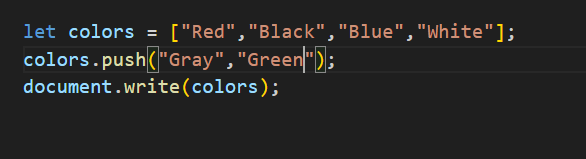 let colors = ["Red","Black","Blue","White"];
colors.push("Gray","Green");
document.write(colors);